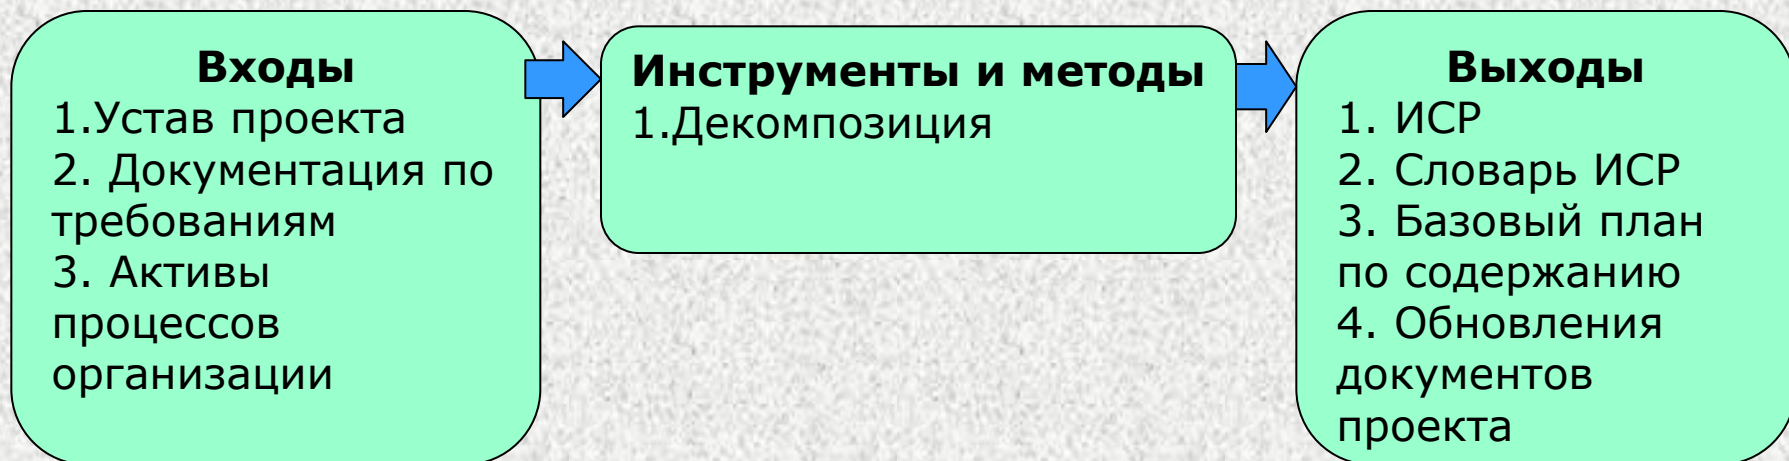 Входы
1.Устав проекта
2. Документация по
требованиям
3. Активы
процессов
организации
Инструменты и методы
1.Декомпозиция
Выходы
1. ИСР
2. Словарь ИСР
3. Базовый план
по содержанию
4. Обновления
документов
проекта